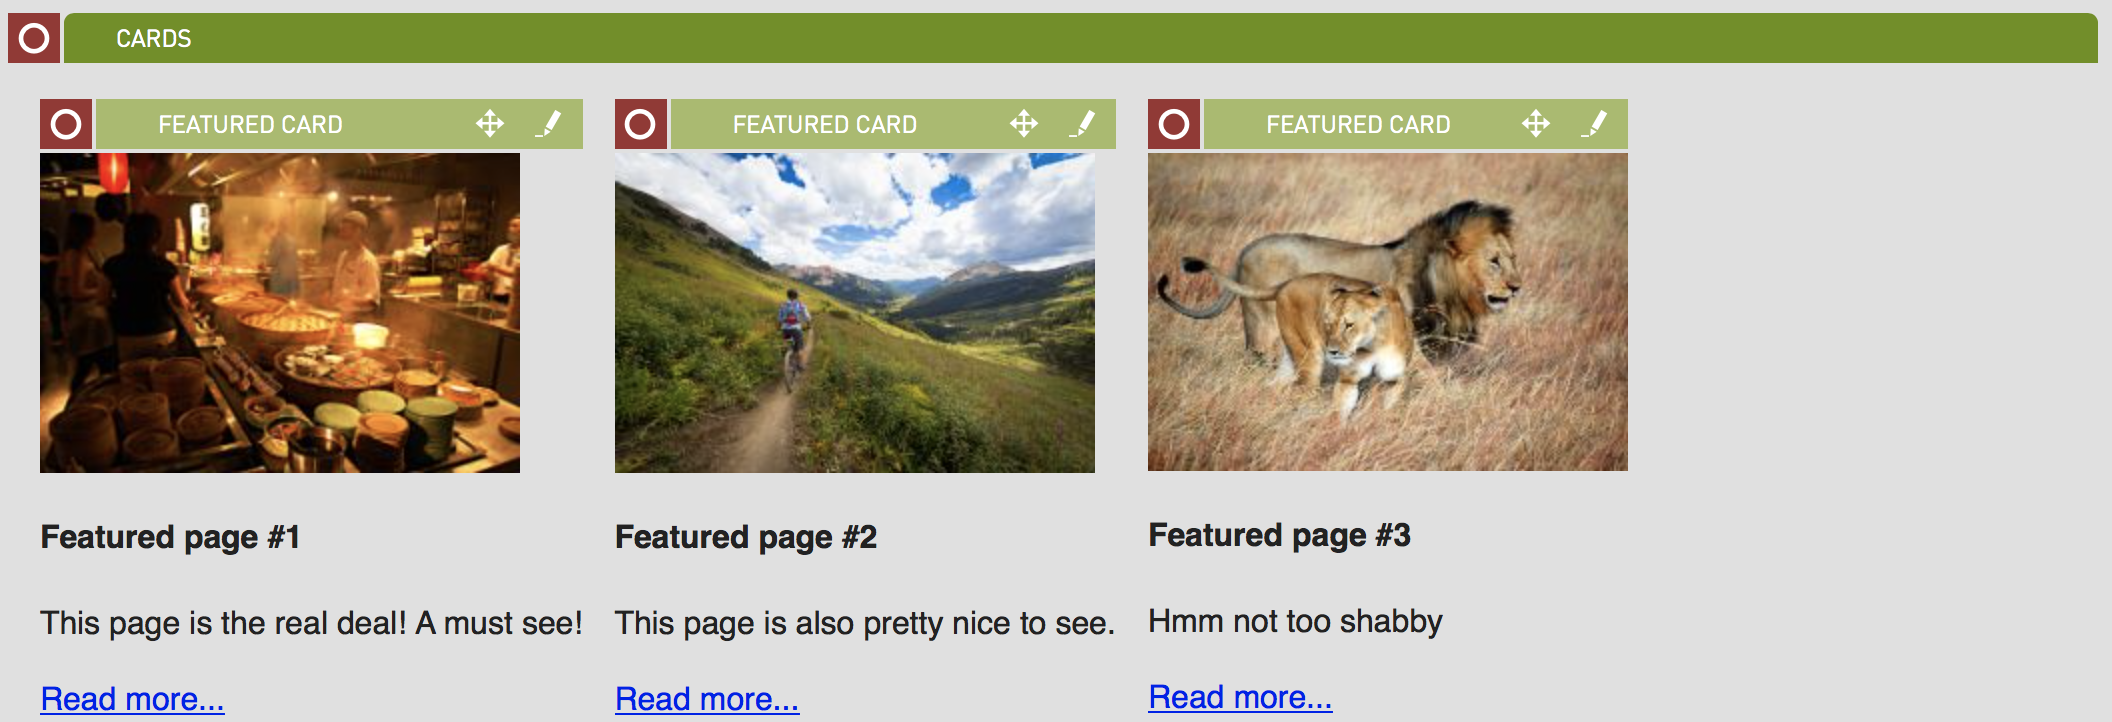 CARDS
FEATURED CARD
Featured page #1
This page is the real deal! A must see!
Read more...
FEATURED CARD
Featured page #2
This page is also pretty nice to see.
Read more...
FEATURED CARD
Featured page #3
Hmm not too shabby
Read more...